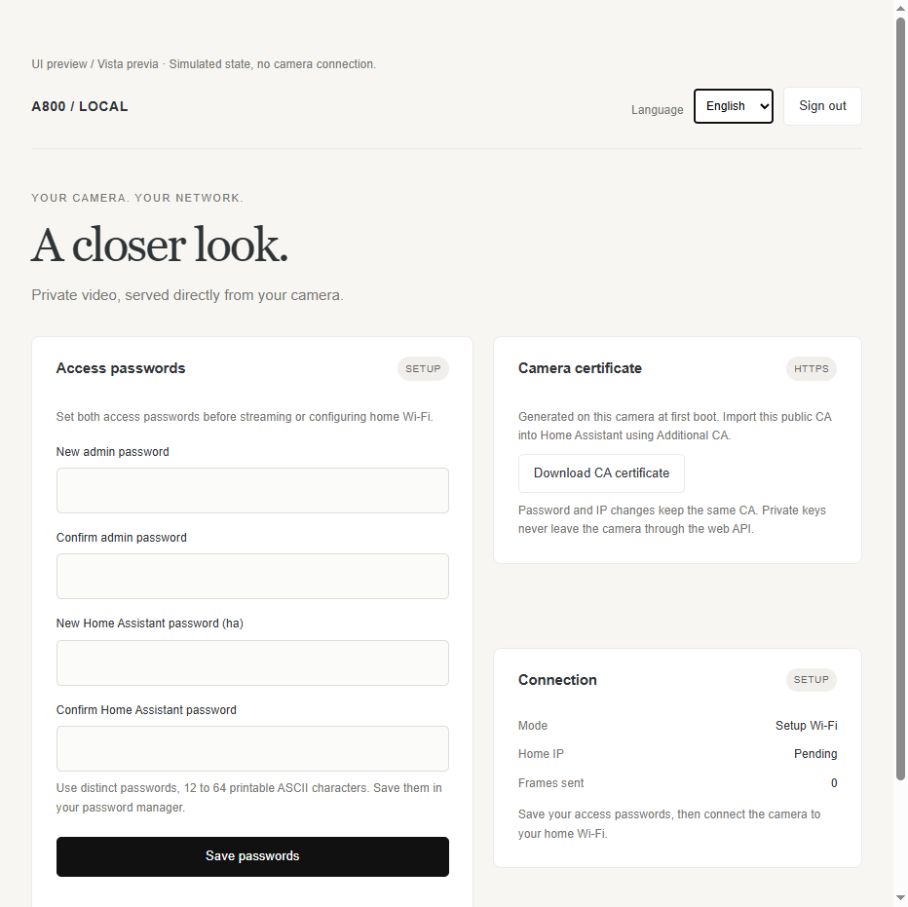 UI preview / Vista previa · Simulated state, no camera connection.
A800 / LOCAL
Language
English
Sign out
YOUR CAMERA. YOUR NETWORK.
A closer look.
Private video, served directly from your camera.
Access passwords
SETUP
Set both access passwords before streaming or configuring home Wi-Fi.
New admin password
Confirm admin password
New Home Assistant password (ha)
Confirm Home Assistant password
Use distinct passwords, 12 to 64 printable ASCII characters. Save them in
your password manager.
Save passwords
Camera certificate
HTTPS
Generated on this camera at first boot. Import this public CA
into Home Assistant using Additional CA.
Download CA certificate
Password and IP changes keep the same CA. Private keys
never leave the camera through the web API.
Connection
SETUP
Mode
Setup Wi-Fi
Home IP
Pending
Frames sent
0
Save your access passwords, then connect the camera to
your home Wi-Fi.